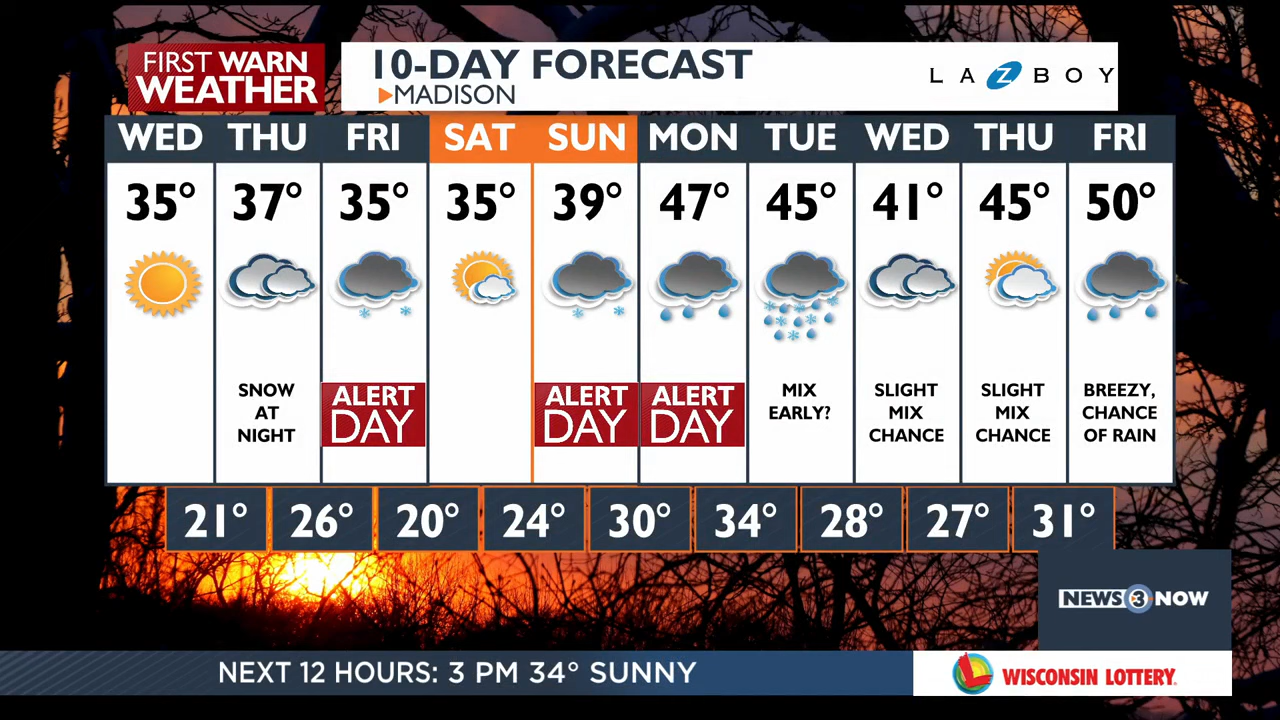 FIRST WARN
WEATHER
10-DAY FORECAST
MADISON
LA Z BOY
WED THU FRI SAT SUN MON TUE WED THU FRI
35° 37° 35° 35° 39° 47° 45° 41° 45° 50°
SNOW
AT
NIGHT
ALERT
DAY
ALERT
DAY
ALERT
DAY
MIX
EARLY?
SLIGHT
MIX
CHANCE
SLIGHT
MIX
CHANCE
BREEZY,
CHANCE
OF RAIN
21° 26° 20° 24° 30° 34° 28° 27° 31°
NEWS 3 NOW
NEXT 12 HOURS: 3 PM 34° SUNNY
WISCONSIN LOTTERY